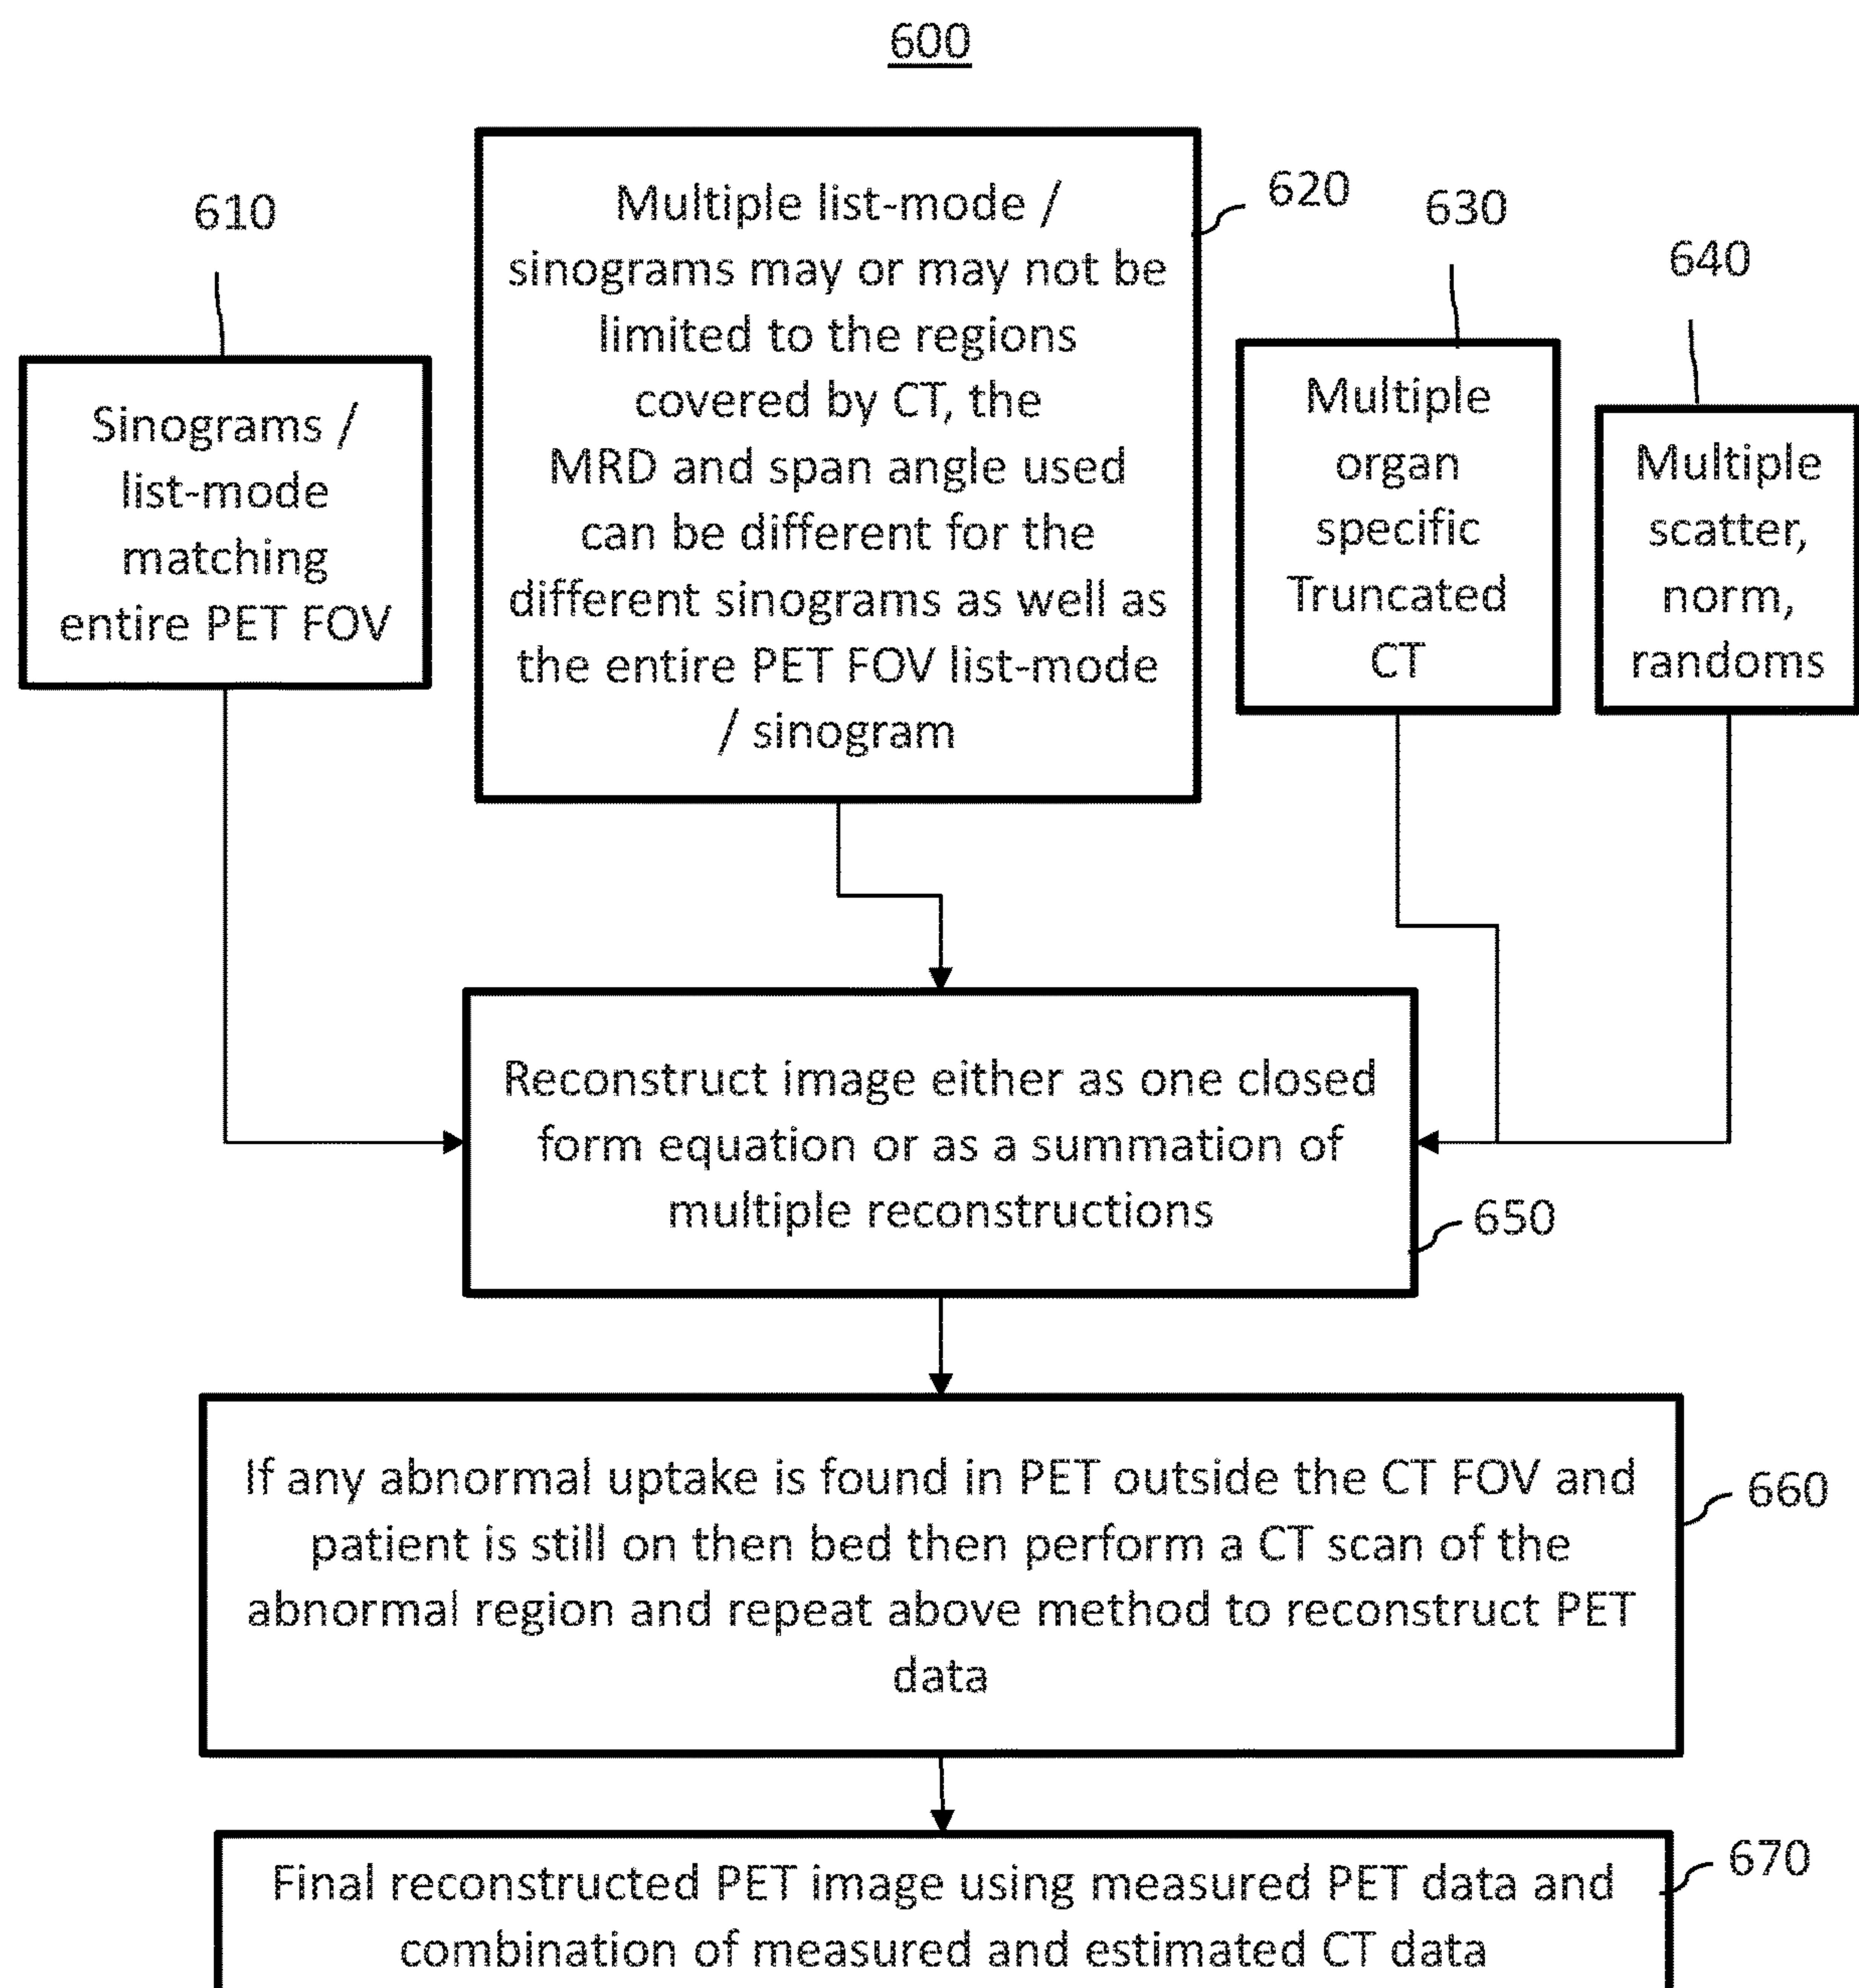 600
610
Sinograms /
list-mode
matching
entire PET FOV
Multiple list-mode /
sinograms may or may not be
limited to the regions
covered by CT, the
MRD and span angle used
can be different for the
different sinograms as well as
the entire PET FOV list-mode
/ sinogram
620
630
Multiple
organ
specific
Truncated
CT
640
Multiple
scatter,
norm,
randoms
Reconstruct image either as one closed
form equation or as a summation of
multiple reconstructions
650
If any abnormal uptake is found in PET outside the CT FOV and
patient is still on then bed then perform a CT scan of the
abnormal region and repeat above method to reconstruct PET
data
660
Final reconstructed PET image using measured PET data and
combination of measured and estimated CT data
670